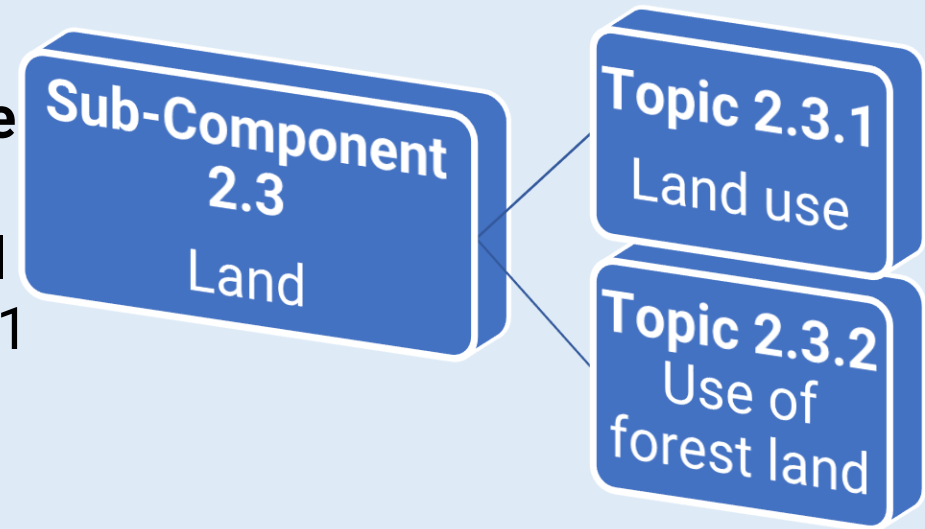 e
l
1
Sub-Component
2.3
Land
Topic 2.3.1
Land use
Topic 2.3.2
Use of
forest land